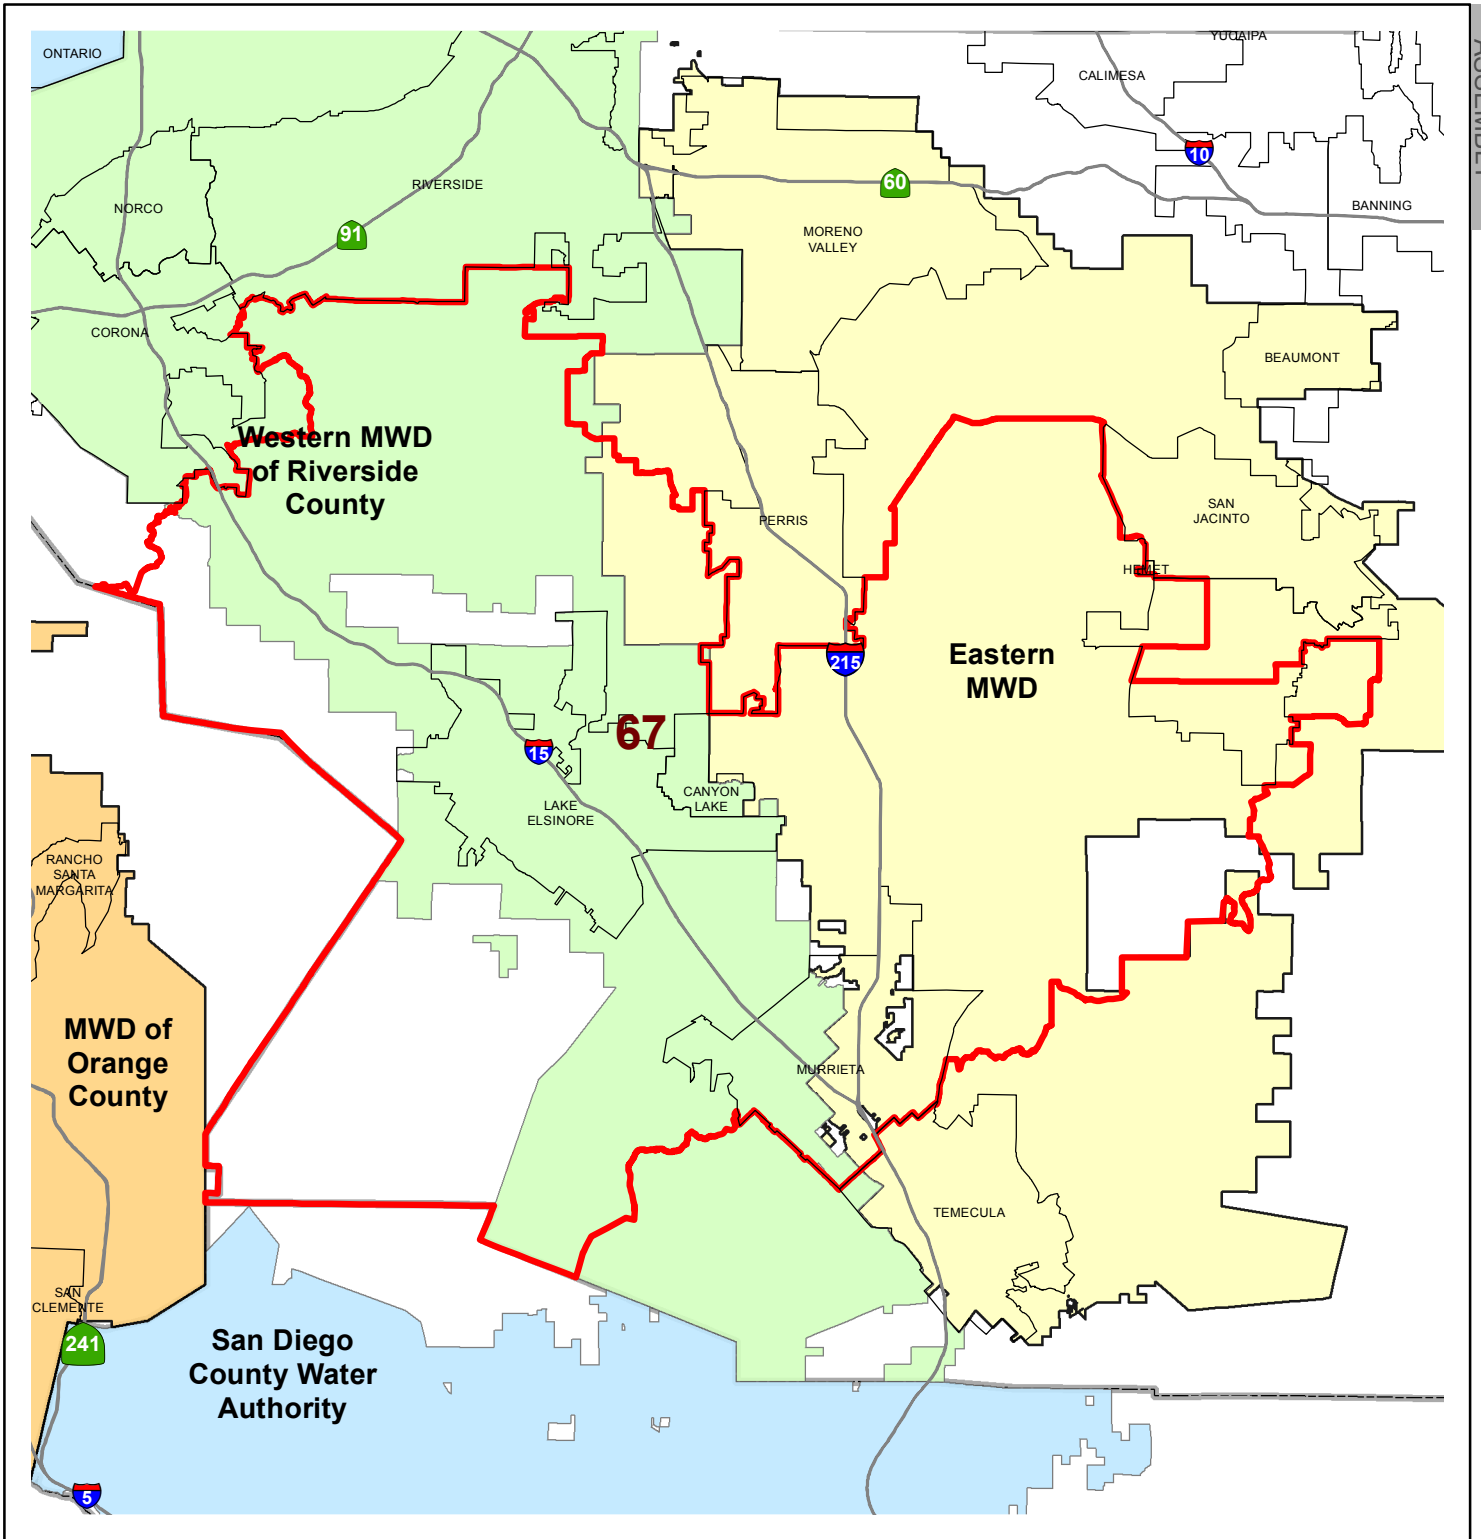 ONTARIO
YUCAIPA
ASSEMBLY
CALIMESA
10
RIVERSIDE
60
NORCO
BANNING
91
MORENO
VALLEY
CORONA
BEAUMONT
Western MWD
of Riverside
County
SAN
JACINTO
PERRIS
HEMET
215
Eastern
MWD
67
15
CANYON
LAKE
LAKE
ELSINORE
RANCHO
SANTA
MARGARITA
MWD of
Orange
County
MURRIETA
TEMECULA
SAN
CLEMENTE
241
San Diego
County Water
Authority
5